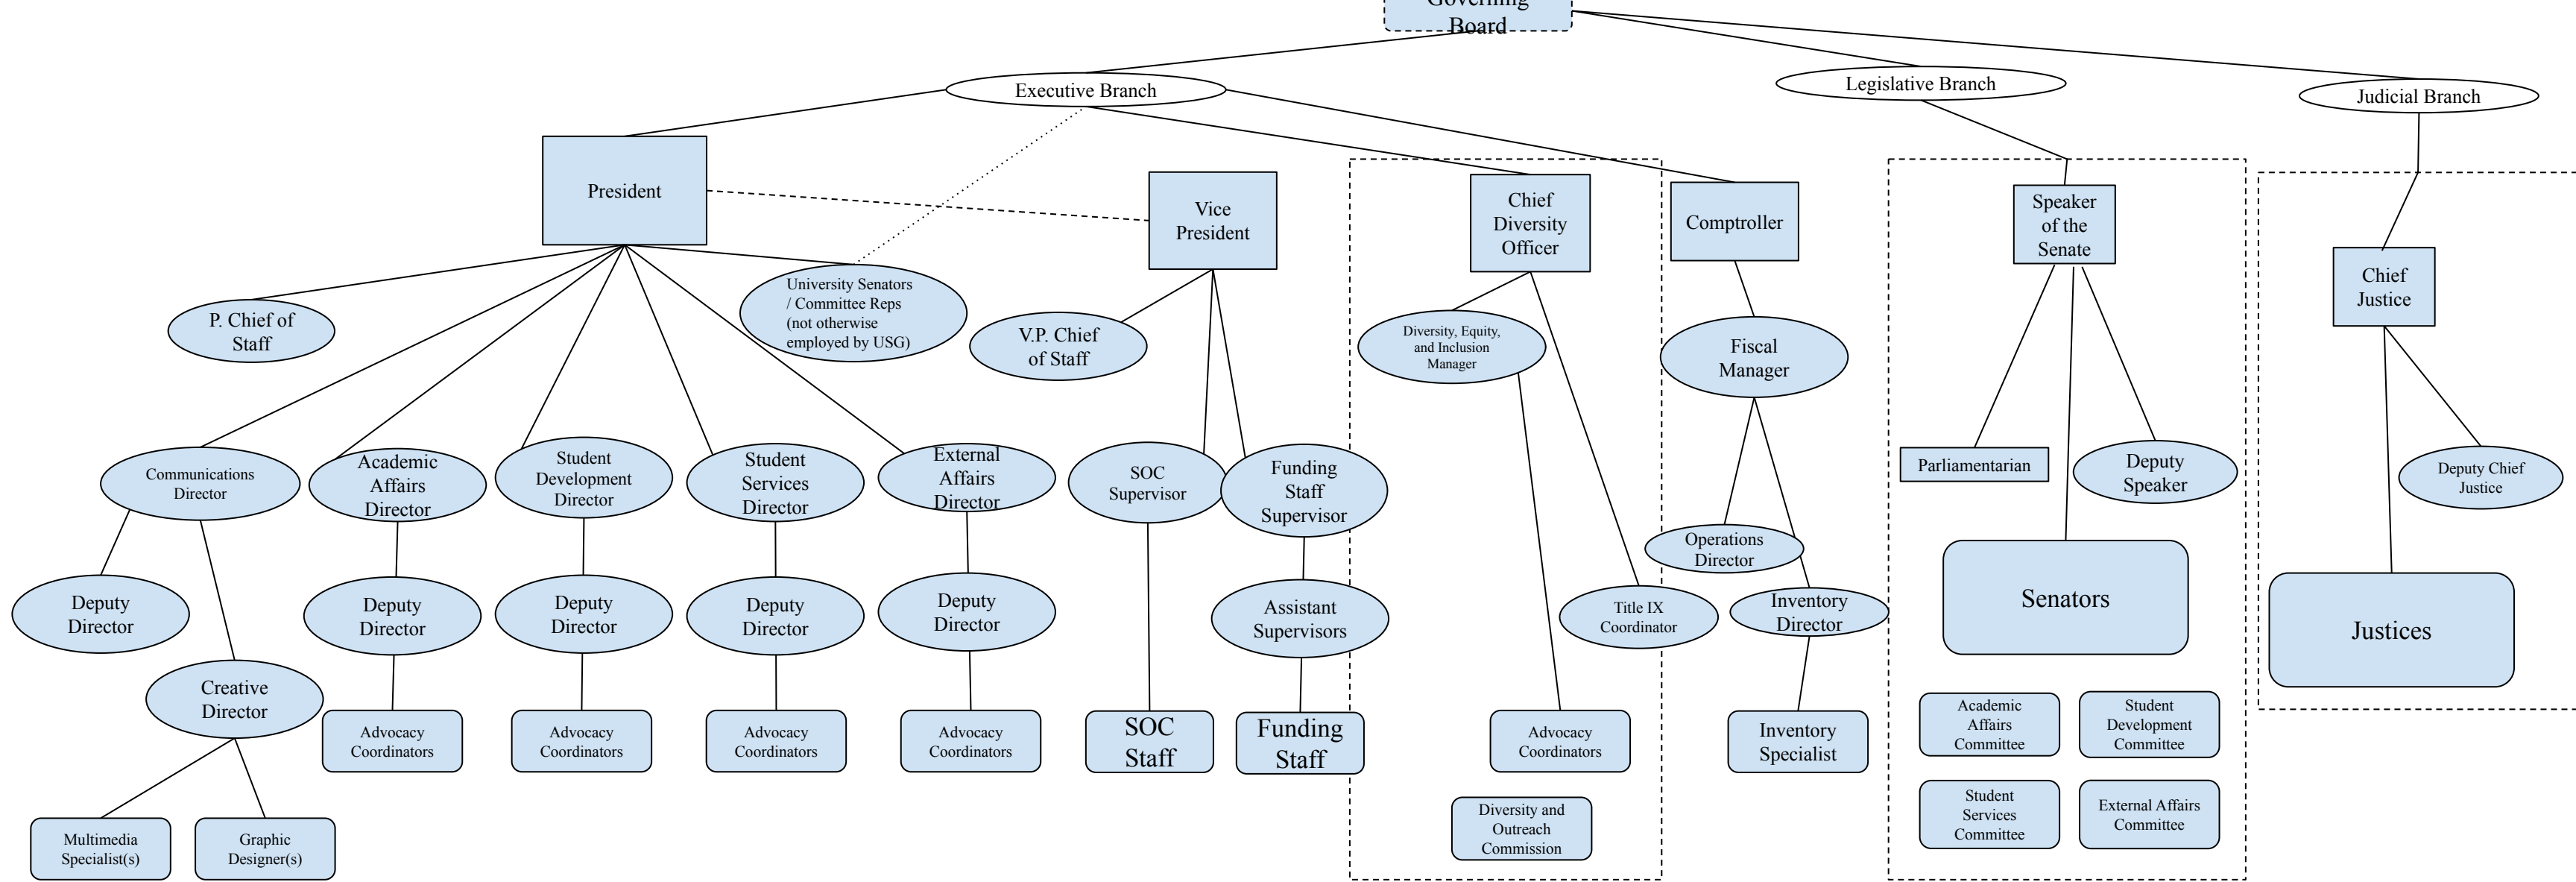 Governing
Board
Executive Branch
Legislative Branch
Judicial Branch
President
Vice
President
Chief
Diversity
Officer
Comptroller
Speaker
of the
Senate
Chief
Justice
P. Chief of
Staff
University Senators
/ Committee Reps
(not otherwise
employed by USG)
V.P. Chief
of Staff
Diversity, Equity,
and Inclusion
Manager
Fiscal
Manager
Communications
Director
Academic
Affairs
Director
Student
Development
Director
Student
Services
Director
External
Affairs
Director
SOC
Supervisor
Funding
Staff
Supervisor
Parliamentarian
Deputy
Speaker
Deputy Chief
Justice
Operations
Director
Deputy
Director
Deputy
Director
Deputy
Director
Deputy
Director
Deputy
Director
Assistant
Supervisors
Title IX
Coordinator
Inventory
Director
Senators
Justices
Creative
Director
Advocacy
Coordinators
Advocacy
Coordinators
Advocacy
Coordinators
Advocacy
Coordinators
SOC
Staff
Funding
Staff
Advocacy
Coordinators
Inventory
Specialist
Academic
Affairs
Committee
Student
Development
Committee
Multimedia
Specialist(s)
Graphic
Designer(s)
Diversity and
Outreach
Commission
Student
Services
Committee
External Affairs
Committee